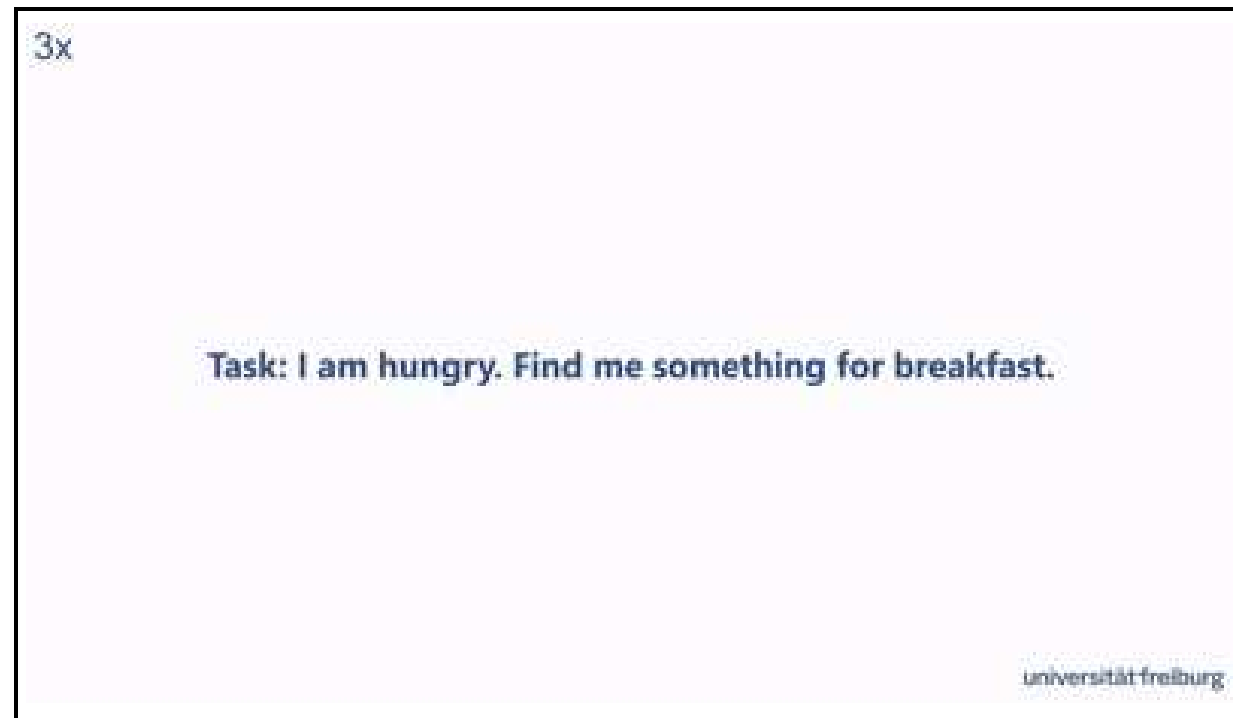 3x
Task: I am hungry. Find me something for breakfast.
universität freiburg